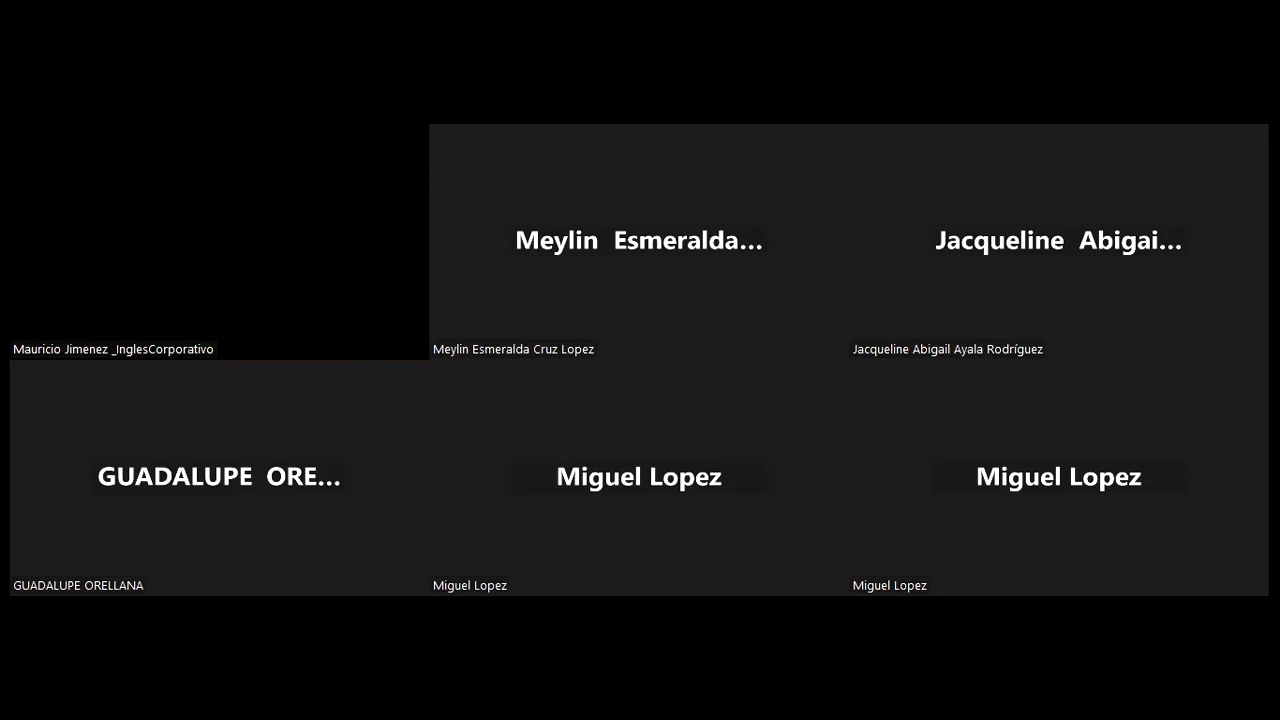 Meylin Esmeralda...
Jacqueline Abigai...
Mauricio Jimenez _InglesCorporativo
Meylin Esmeralda Cruz Lopez
Jacqueline Abigail Ayala Rodríguez
GUADALUPE ORE...
Miguel Lopez
Miguel Lopez
GUADALUPE ORELLANA
Miguel Lopez
Miguel Lopez